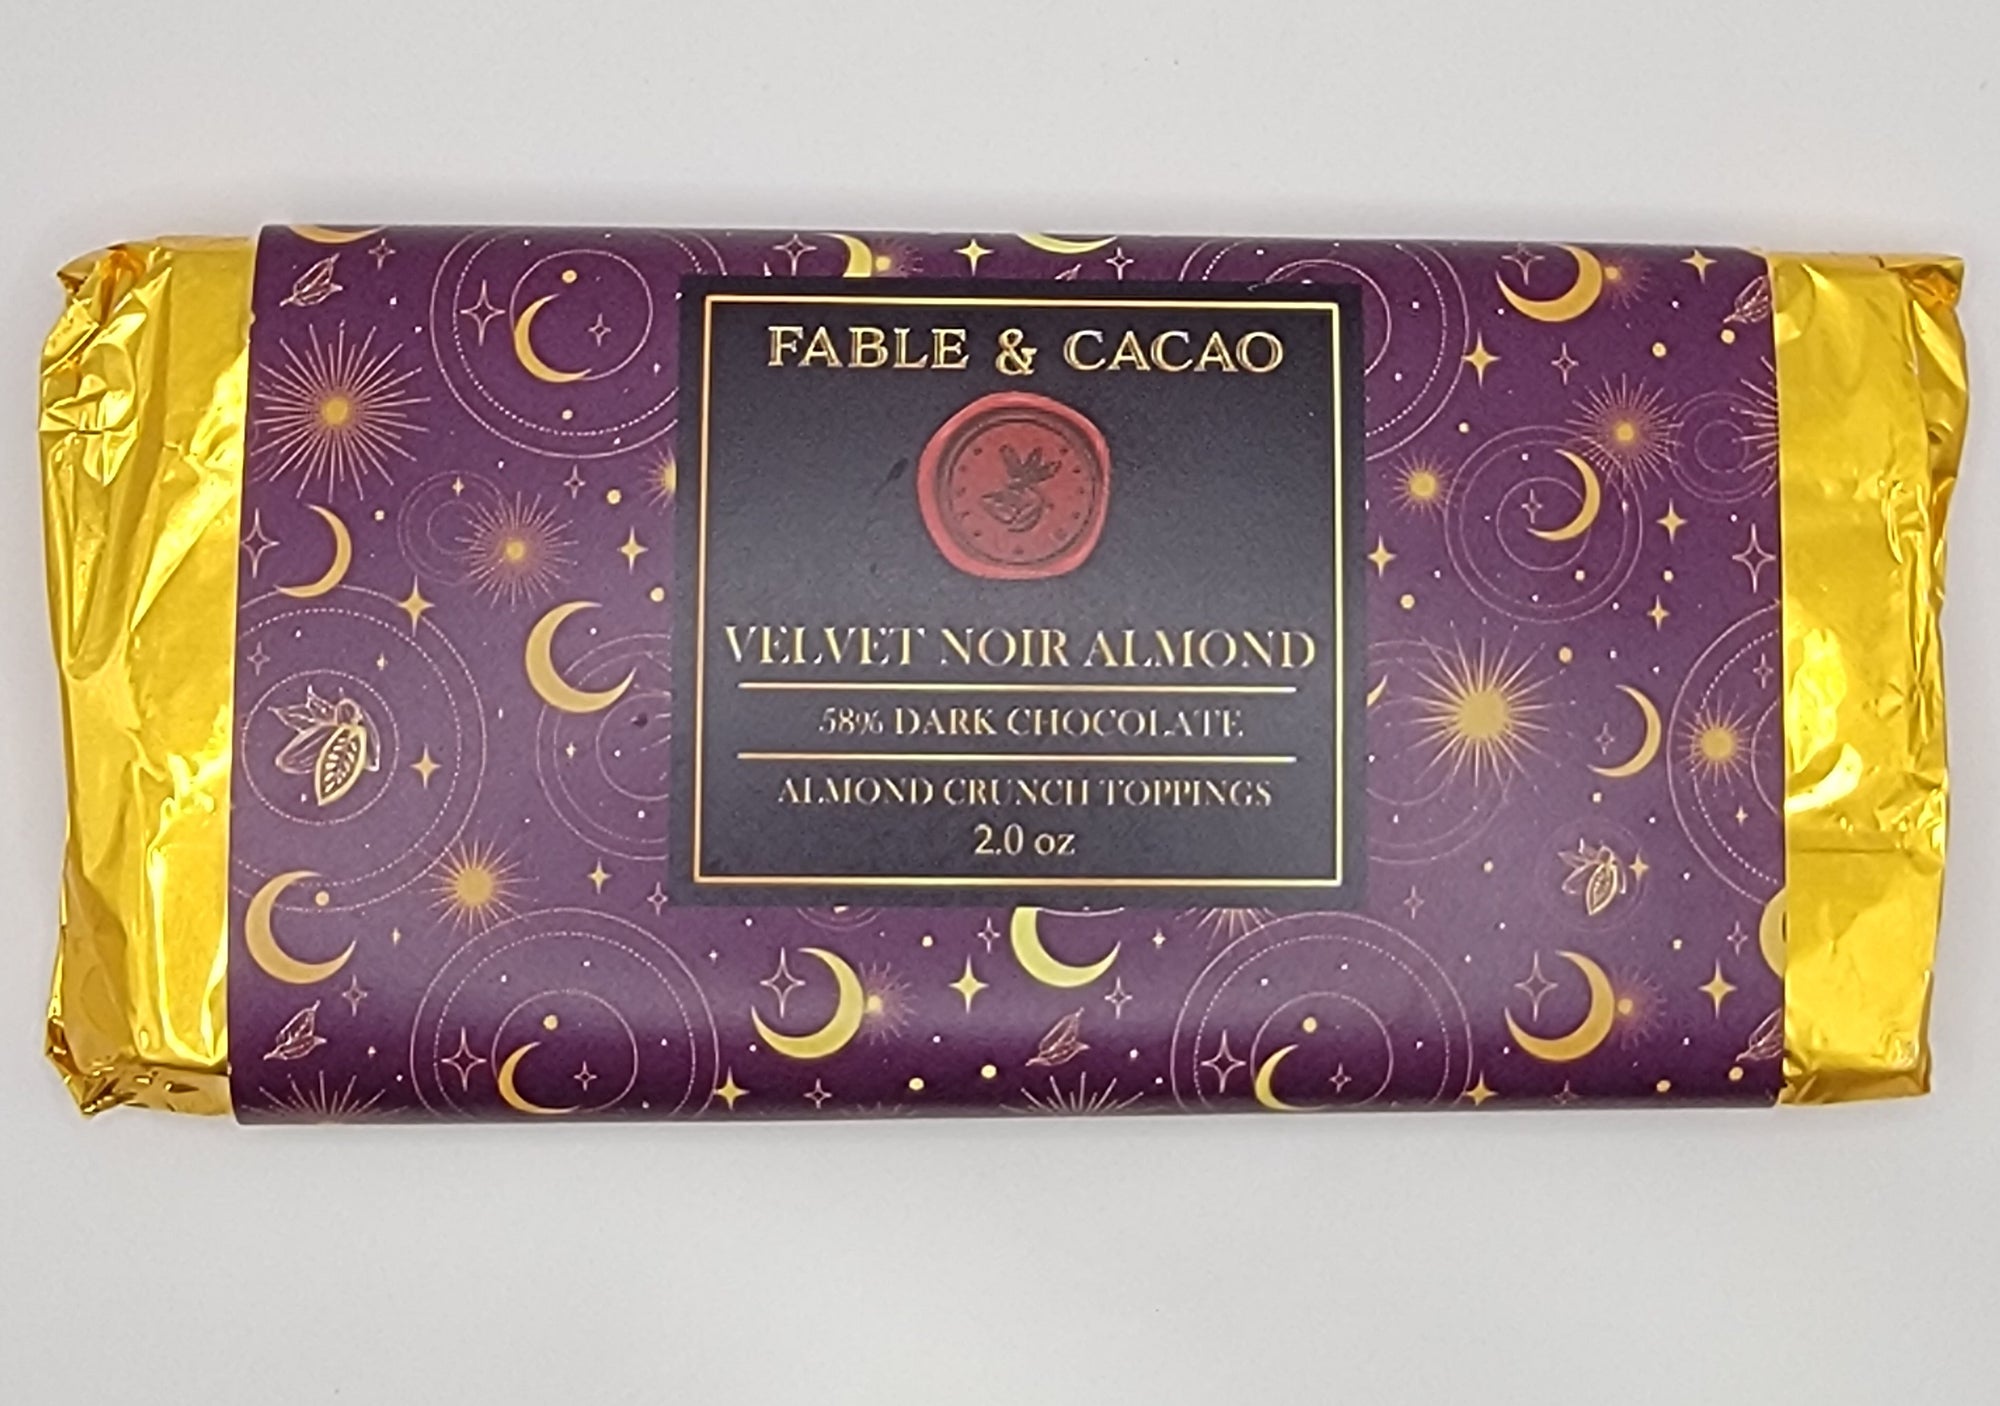 FABLE & CACAO
VELVET NOIR ALMOND
58% DARK CHOCOLATE
ALMOND CRUNCH TOPPINGS
2.0 oz